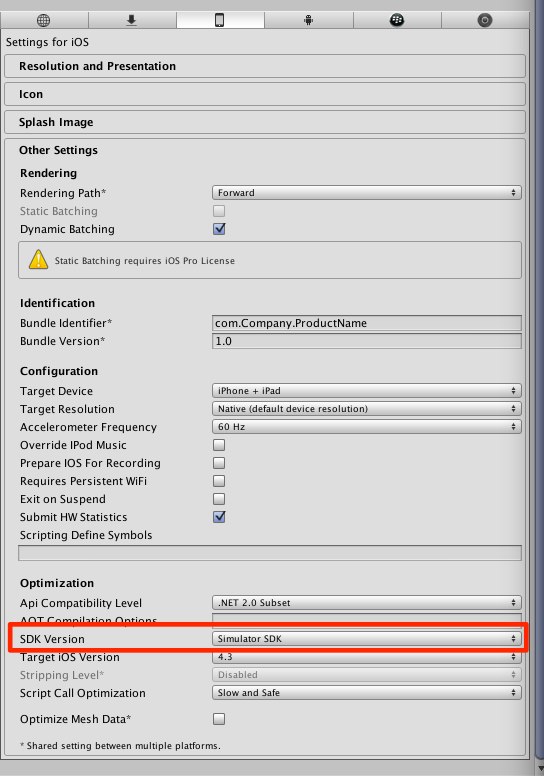 Settings for iOS
Resolution and Presentation
Icon
Splash Image
Other Settings
Rendering
Rendering Path* Forward
Static Batching
Dynamic Batching
Static Batching requires iOS Pro License
Identification
Bundle Identifier* com.Company.ProductName
Bundle Version* 1.0
Configuration
Target Device iPhone + iPad
Target Resolution Native (default device resolution)
Accelerometer Frequency 60 Hz
Override IPod Music
Prepare IOS For Recording
Requires Persistent WiFi
Exit on Suspend
Submit HW Statistics
Scripting Define Symbols
Optimization
Api Compatibility Level .NET 2.0 Subset
AOT Compilation Options
SDK Version Simulator SDK
Target iOS Version 4.3
Stripping Level* Disabled
Script Call Optimization Slow and Safe
Optimize Mesh Data*
* Shared setting between multiple platforms.